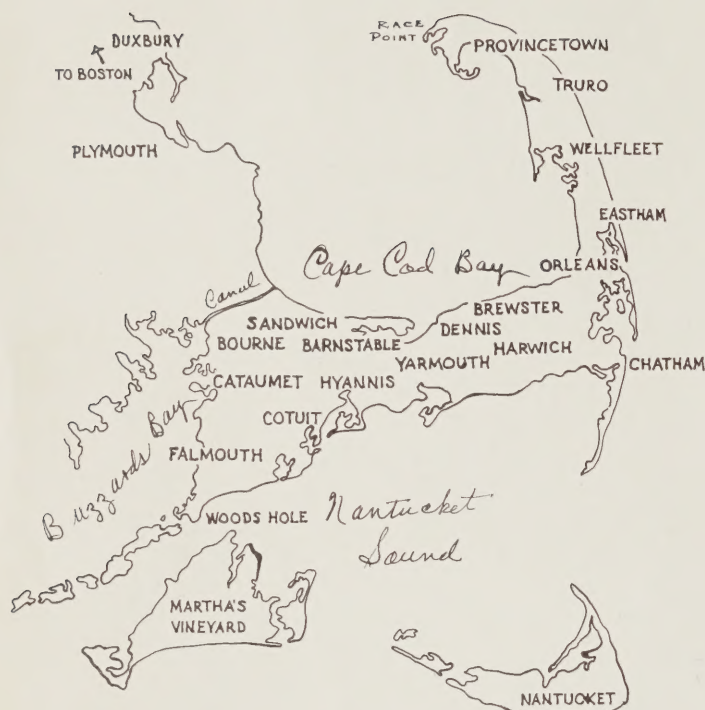 RACE
POINT
DUXBURY
PROVINCETOWN
TO BOSTON
TRURO
PLYMOUTH
WELLFLEET
EASTHAM
Cape Cod Bay
ORLEANS
Canal
BREWSTER
SANDWICH
DENNIS
BOURNE
BARNSTABLE
HARWICH
YARMOUTH
CHATHAM
CATAUMET
HYANNIS
COTUIT
Buzzards Bay
FALMOUTH
WOODS HOLE
Nantucket
Sound
MARTHA'S
VINEYARD
NANTUCKET